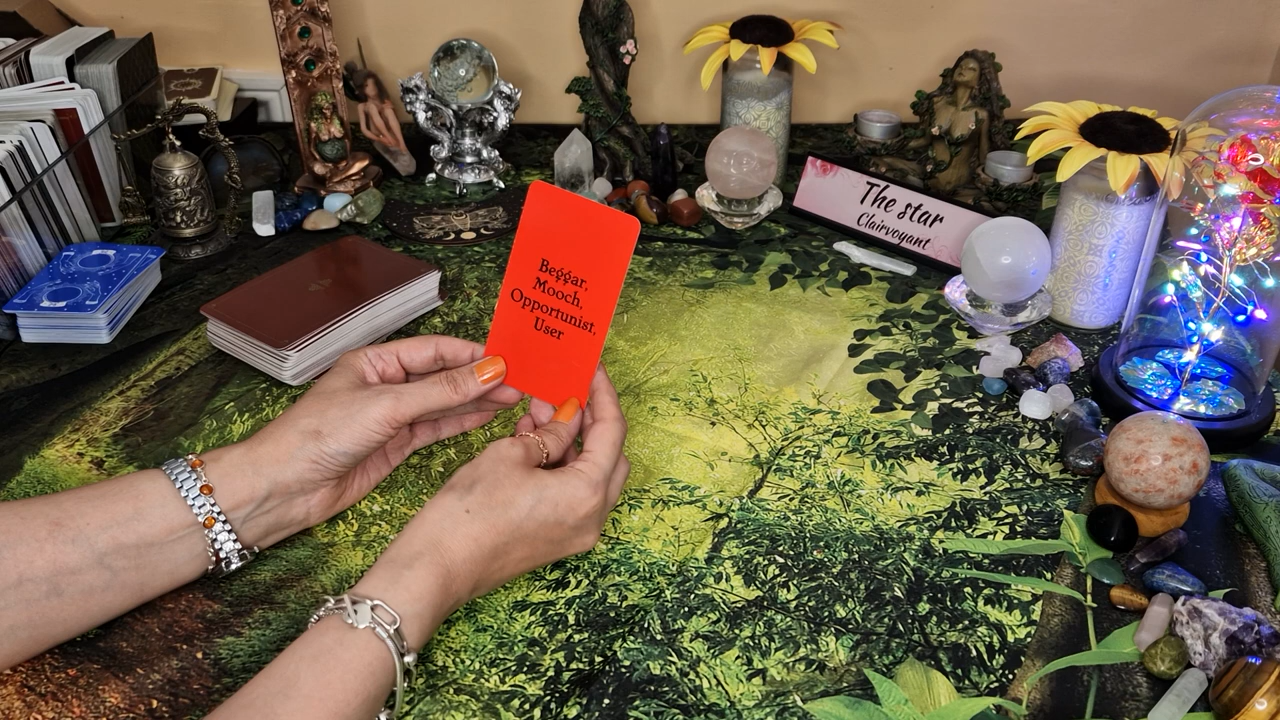 Beggar,
Mooch,
Opportunist,
User
The star
Clairvoyant